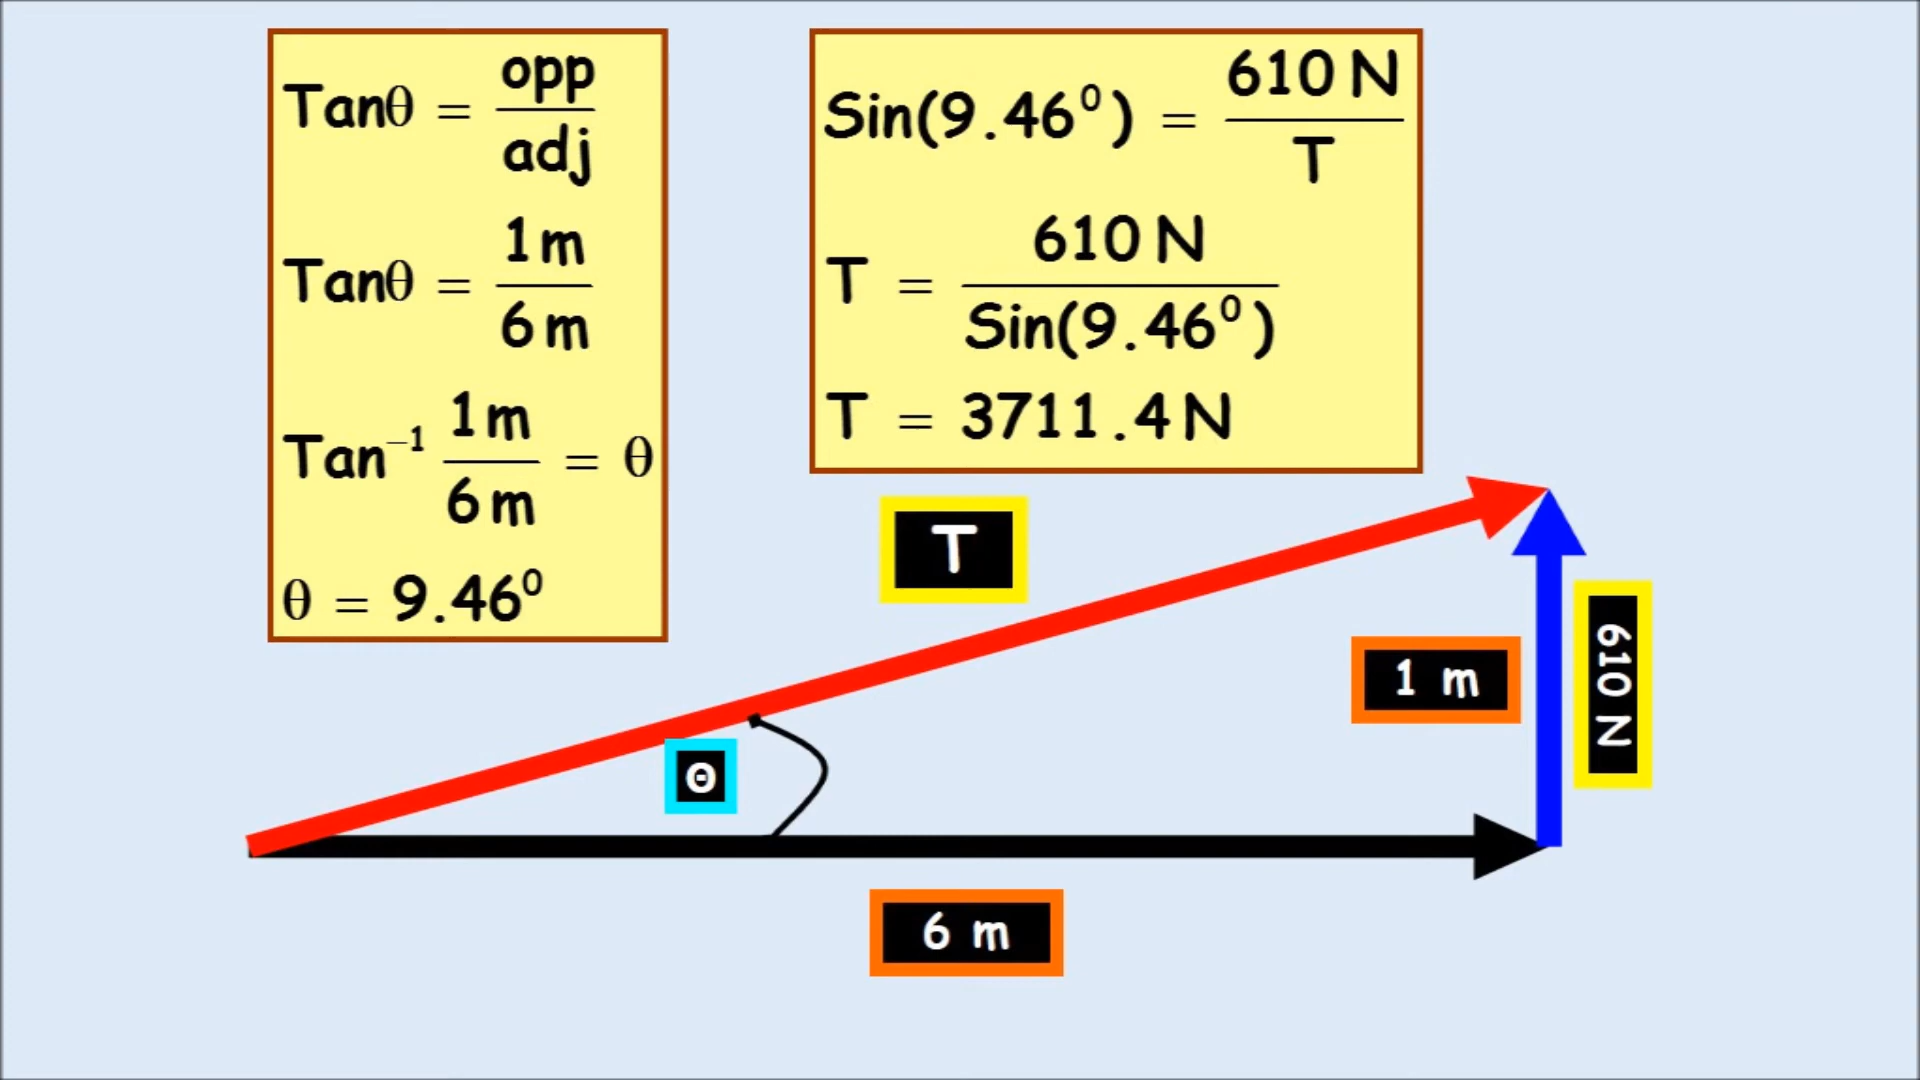 Tanθ = opp/adj
Tanθ = 1m/6m
Tan⁻¹ 1m/6m = θ
θ = 9.46⁰
Sin(9.46⁰) = 610 N/T
T = 610 N/Sin(9.46⁰)
T = 3711.4 N
T
1 m
610 N
Θ
6 m